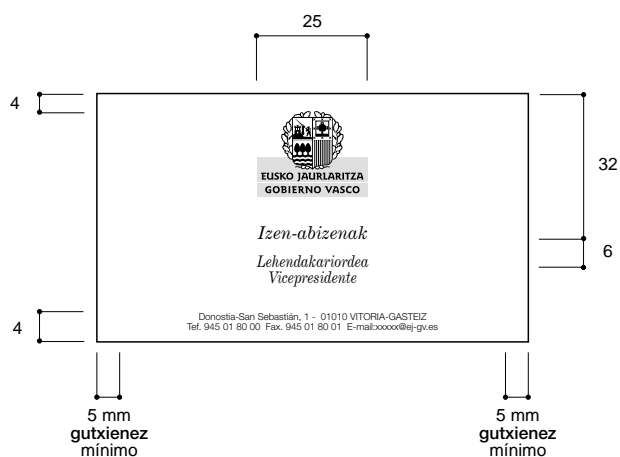 25
4
EUSKO JAURLARITZA
GOBIERNO VASCO
32
Izen-abizenak
6
Lehendakariordea
Vicepresidente
4
Donostia-San Sebastián, 1 - 01010 VITORIA-GASTEIZ
Tef. 945 01 80 00 Fax. 945 01 80 01 E-mail:xxxxx@ej-gv.es
5 mm
gutxienez
mínimo
5 mm
gutxienez
mínimo